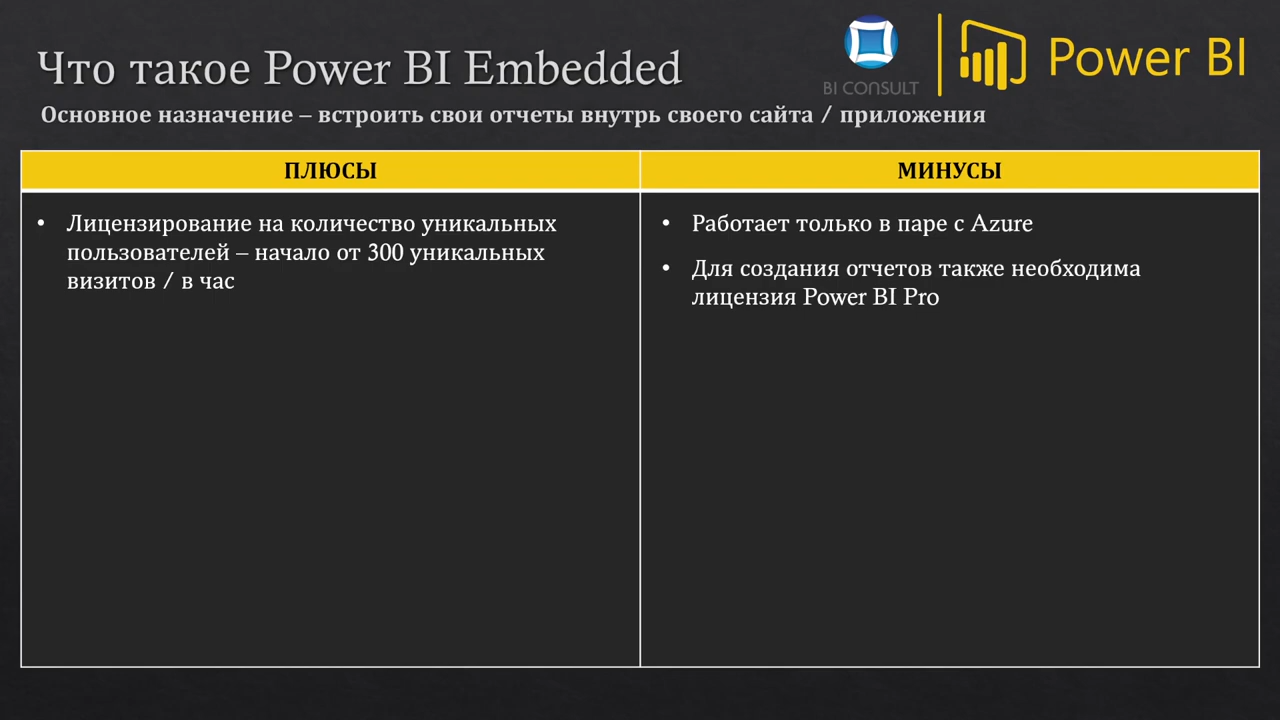 Что такое Power BI Embedded
BI CONSULT
Power BI
Основное назначение – встроить свои отчеты внутрь своего сайта / приложения
ПЛЮСЫ
МИНУСЫ
• Лицензирование на количество уникальных
пользователей – начало от 300 уникальных
визитов / в час
• Работает только в паре с Azure
• Для создания отчетов также необходима
лицензия Power BI Pro